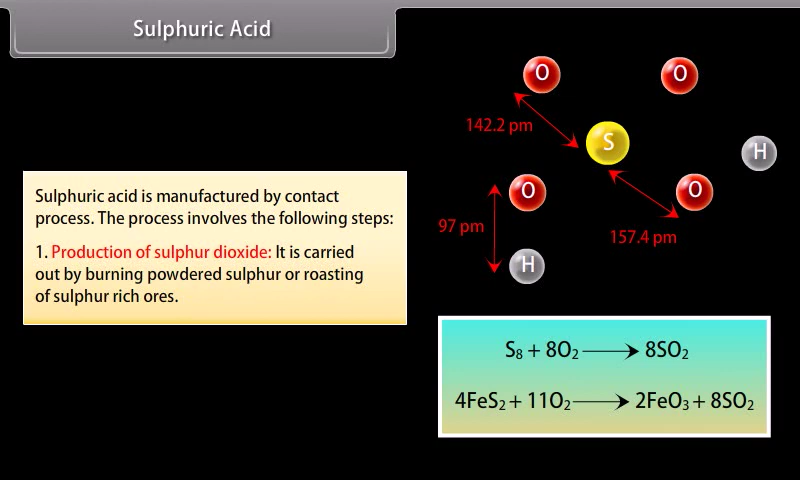 Sulphuric Acid
O
O
142.2 pm
S
H
Sulphuric acid is manufactured by contact
process. The process involves the following steps:
O
O
97 pm
157.4 pm
1. Production of sulphur dioxide: It is carried
out by burning powdered sulphur or roasting
of sulphur rich ores.
H
S₈ + 8O₂ ⟶ 8SO₂
4FeS₂ + 11O₂ ⟶ 2FeO₃ + 8SO₂